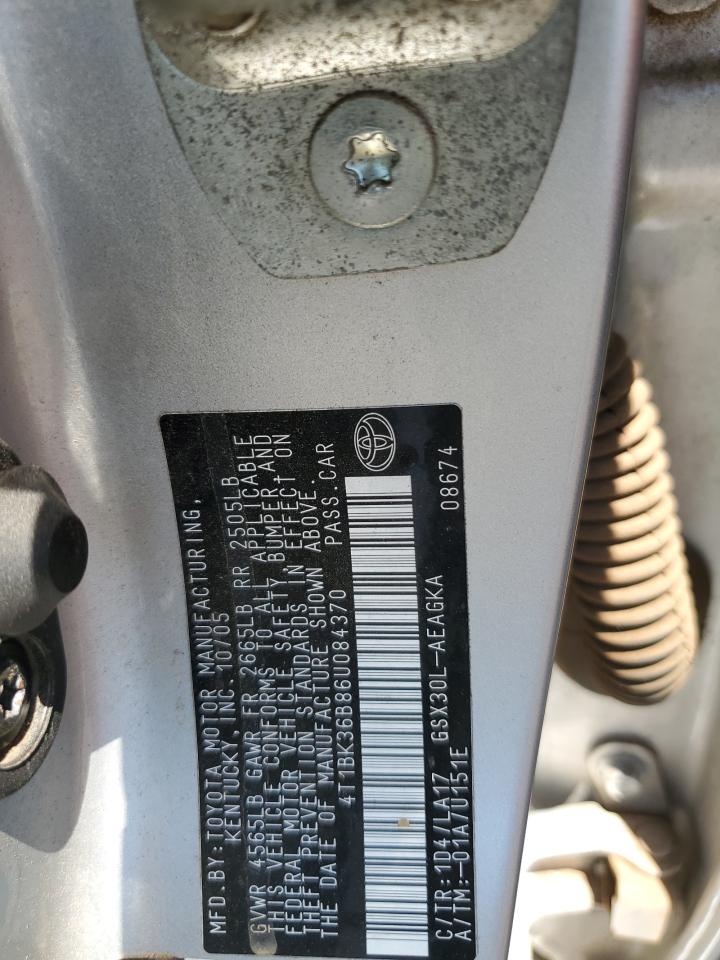 MFD.BY:TOYOTA MOTOR MANUFACTURING,
KENTUCKY, INC. 10/05
GVWR 4565LB GAWR FR 2665LB RR 2505LB
THIS VEHICLE CONFORMS TO ALL APPLICABLE
FEDERAL MOTOR VEHICLE SAFETY BUMPER,AND
THEFT PREVENTION STANDARDS IN EFFECT ON
THE DATE OF MANUFACTURE SHOWN ABOVE.
4T1BK36B86U084370 PASS.CAR
C/TR:1D4/LA17 GSX30L-AEAGKA 08674
A/TM:-01A/U151E